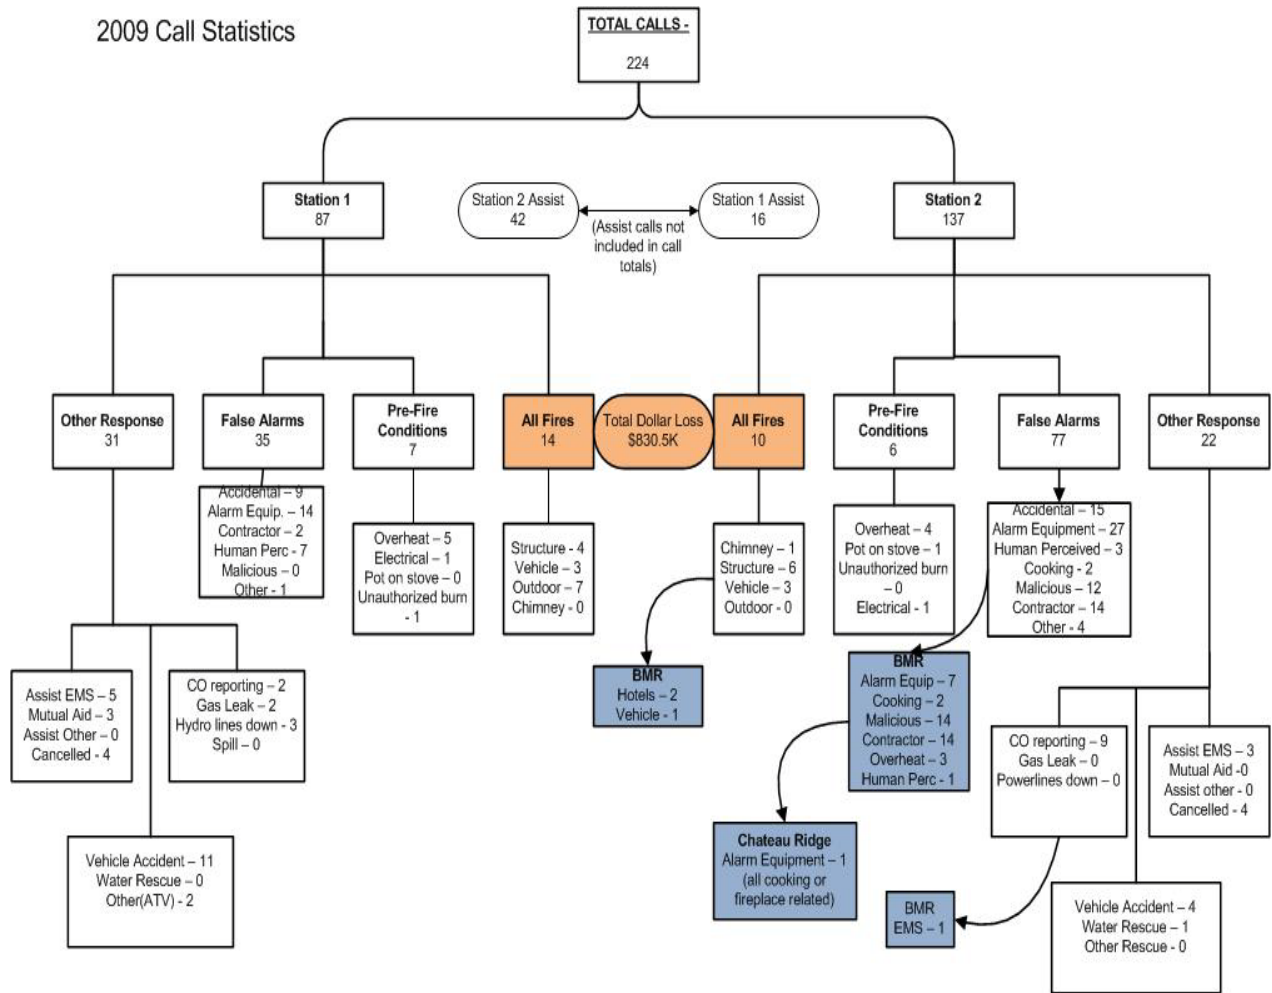 2009 Call Statistics
TOTAL CALLS -
224
Station 1
87
Station 2 Assist
42
(Assist calls not
included in call
totals)
Station 1 Assist
16
Station 2
137
Other Response
31
False Alarms
35
Pre-Fire
Conditions
7
All Fires
14
Total Dollar Loss
$830.5K
All Fires
10
Pre-Fire
Conditions
6
False Alarms
77
Other Response
22
Accidental – 9
Alarm Equip. – 14
Contractor – 2
Human Perc - 7
Malicious – 0
Other - 1
Overheat – 5
Electrical – 1
Pot on stove – 0
Unauthorized burn
- 1
Structure - 4
Vehicle – 3
Outdoor – 7
Chimney - 0
Chimney – 1
Structure – 6
Vehicle – 3
Outdoor - 0
Overheat – 4
Pot on stove – 1
Unauthorized burn
– 0
Electrical - 1
Accidental – 15
Alarm Equipment – 27
Human Perceived – 3
Cooking - 2
Malicious – 12
Contractor – 14
Other - 4
Assist EMS – 5
Mutual Aid – 3
Assist Other – 0
Cancelled - 4
CO reporting – 2
Gas Leak – 2
Hydro lines down - 3
Spill – 0
Vehicle Accident – 11
Water Rescue – 0
Other(ATV) - 2
BMR
Hotels – 2
Vehicle - 1
BMR
Alarm Equip – 7
Cooking – 2
Malicious – 14
Contractor – 14
Overheat – 3
Human Perc - 1
Chateau Ridge
Alarm Equipment – 1
(all cooking or
fireplace related)
CO reporting – 9
Gas Leak – 0
Powerlines down – 0
Assist EMS – 3
Mutual Aid -0
Assist other - 0
Cancelled - 4
BMR
EMS – 1
Vehicle Accident – 4
Water Rescue – 1
Other Rescue – 0